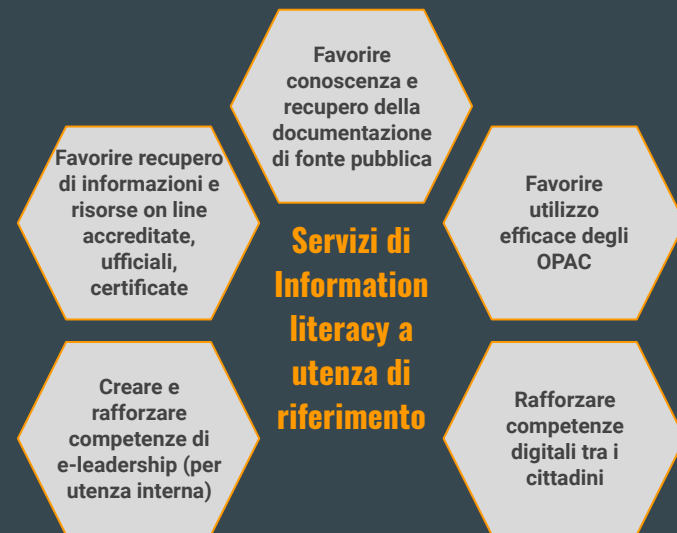 Favorire
conoscenza e
recupero della
documentazione
di fonte pubblica
Favorire recupero
di informazioni e
risorse on line
accreditate,
ufficiali,
certificate
Favorire
utilizzo
efficace degli
OPAC
Servizi di
Information
literacy a
utenza di
riferimento
Creare e
rafforzare
competenze di
e-leadership (per
utenza interna)
Rafforzare
competenze
digitali tra i
cittadini